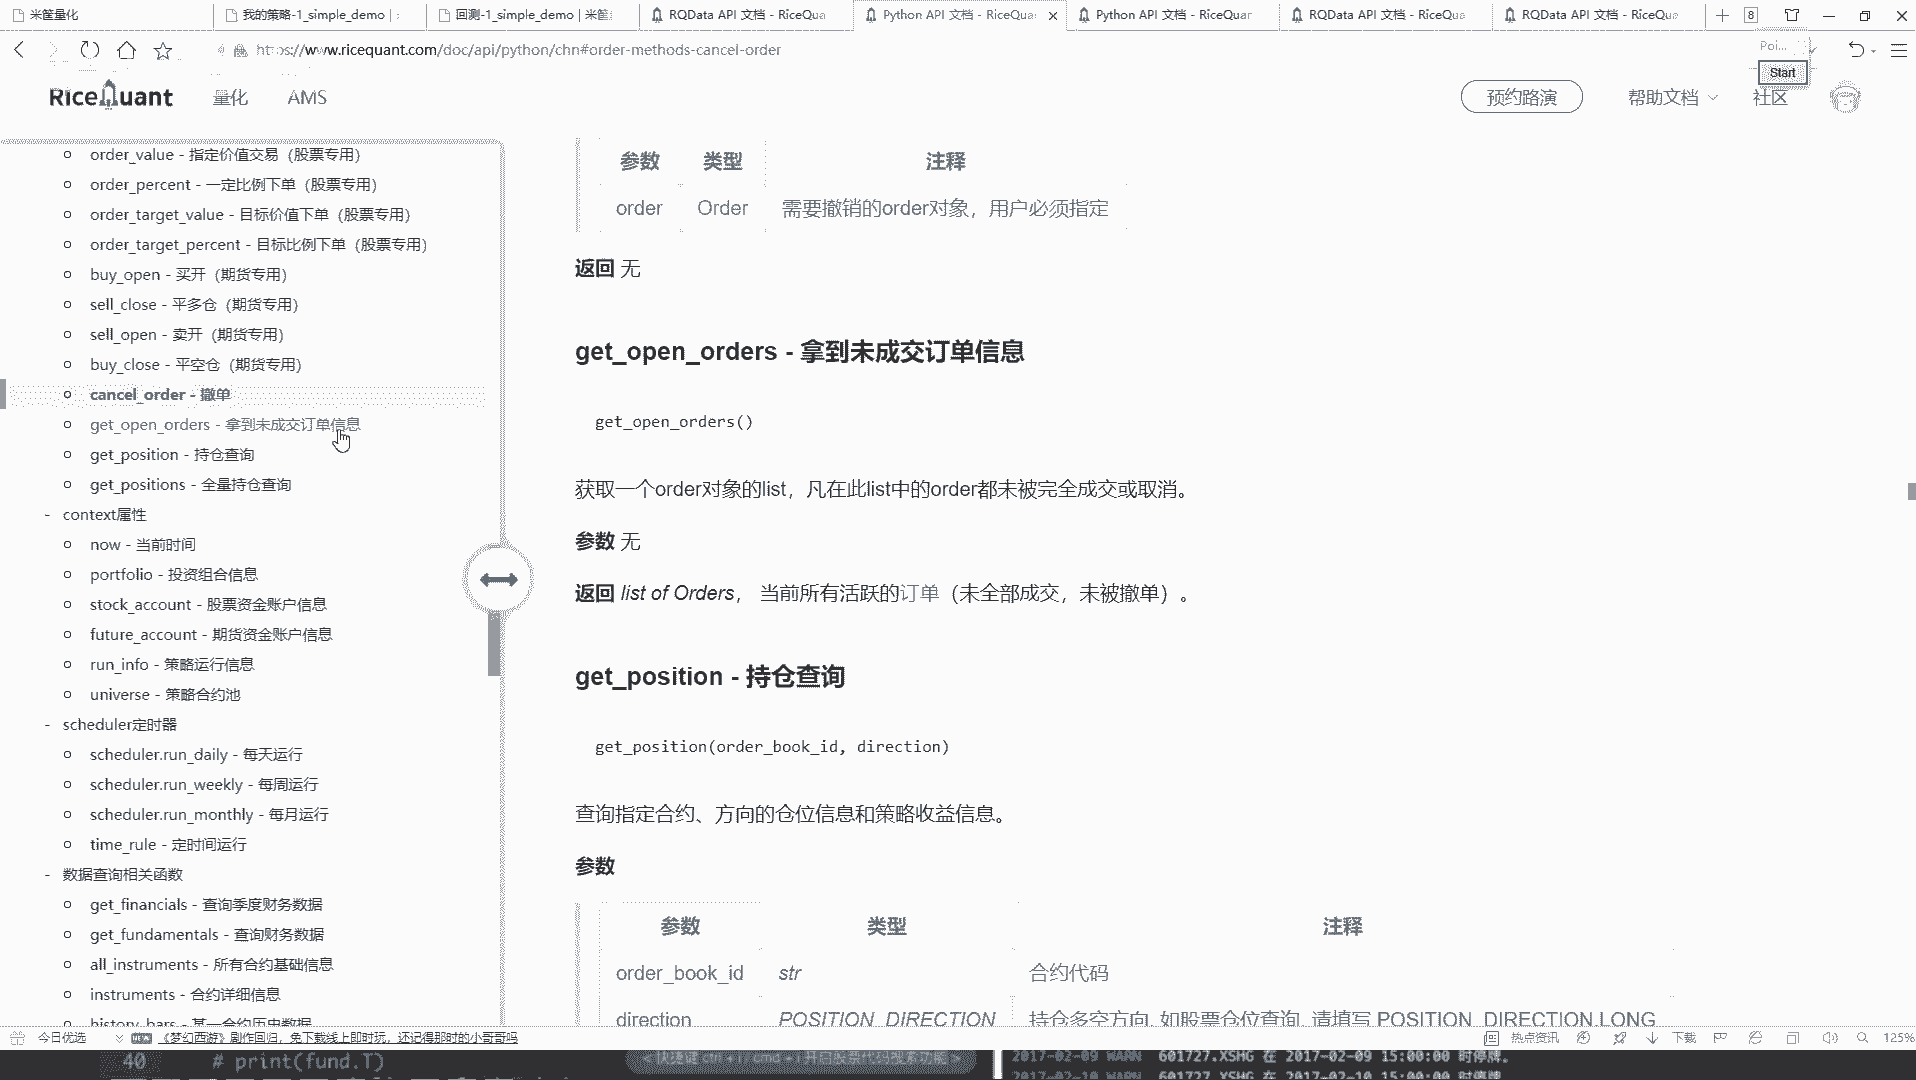 米筐量化
我的策略-1_simple_demo |
回测-1_simple_demo | 米筐
RQData API 文档 - RiceQua
Python API 文档 - RiceQua
Python API 文档 - RiceQuar
RQData API 文档 - RiceQua
RQData API 文档 - RiceQua
8
https://www.ricequant.com/doc/api/python/chn#order-methods-cancel-order
Poi...
Start
RiceQuant
量化
AMS
预约路演
帮助文档
社区
order_value - 指定价值交易（股票专用）
order_percent - 一定比例下单（股票专用）
order_target_value - 目标价值下单（股票专用）
order_target_percent - 目标比例下单（股票专用）
buy_open - 买开（期货专用）
sell_close - 平多仓（期货专用）
sell_open - 卖开（期货专用）
buy_close - 平空仓（期货专用）
cancel_order - 撤单
get_open_orders - 拿到未成交订单信息
get_position - 持仓查询
get_positions - 全量持仓查询
- context属性
now - 当前时间
portfolio - 投资组合信息
stock_account - 股票资金账户信息
future_account - 期货资金账户信息
run_info - 策略运行信息
universe - 策略合约池
- scheduler定时器
scheduler.run_daily - 每天运行
scheduler.run_weekly - 每周运行
scheduler.run_monthly - 每月运行
time_rule - 定时间运行
- 数据查询相关函数
get_financials - 查询季度财务数据
get_fundamentals - 查询财务数据
all_instruments - 所有合约基础信息
instruments - 合约详细信息
history_bars - 某一合约历史数据
参数 类型 注释
order Order 需要撤销的order对象，用户必须指定
返回 无
get_open_orders - 拿到未成交订单信息
get_open_orders()
获取一个order对象的list，凡在此list中的order都未被完全成交或取消。
参数 无
返回 list of Orders， 当前所有活跃的订单（未全部成交，未被撤单）。
get_position - 持仓查询
get_position(order_book_id, direction)
查询指定合约、方向的仓位信息和策略收益信息。
参数
参数 类型 注释
order_book_id str 合约代码
direction POSITION_DIRECTION 持仓多空方向, 如股票仓位查询, 请填写 POSITION_DIRECTION.LONG
今日优选
NEW 《梦幻西游》剧作回归，免下载线上即时玩，还记得那时的小哥哥吗
热点资讯
下载
125%
40 # print(fund.T)
2017-02-09 WARN 601727.XSHG 在 2017-02-09 15:00:00 时停牌。
2017-02-10 WARN 601727.XSHG 在 2017-02-10 15:00:00 时停牌。